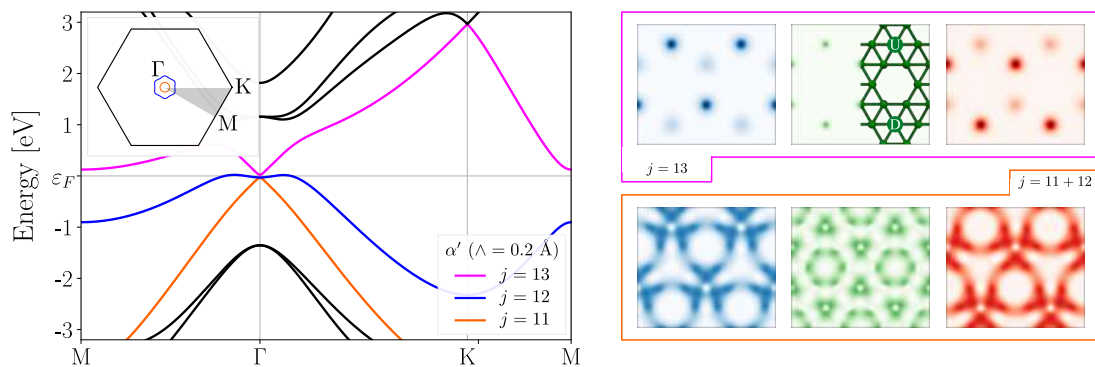 Energy [eV]
3
2
1
ε_F
-1
-2
-3
M
Γ
K
M
Γ
K
M
α′ (∧ = 0.2 Å)
j = 13
j = 12
j = 11
U
D
j = 13
j = 11 + 12